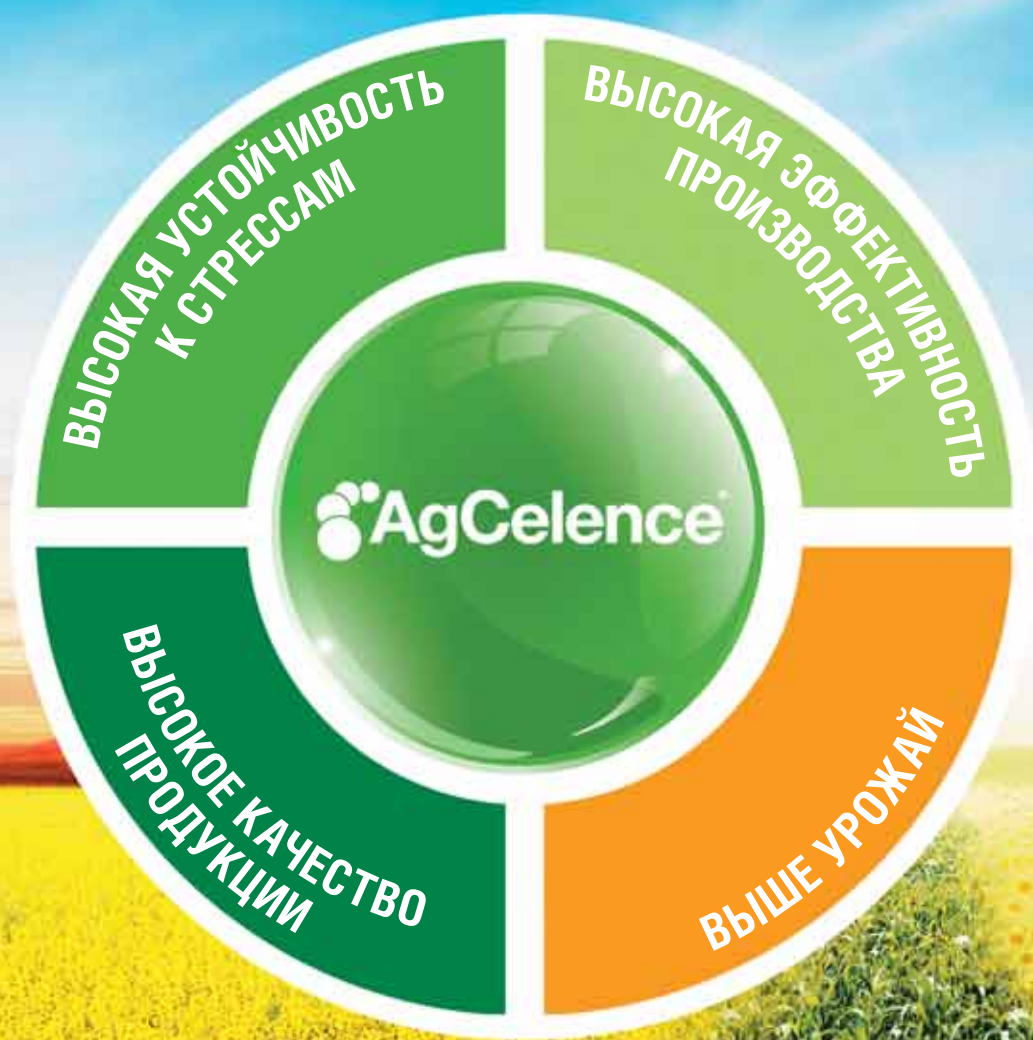 ВЫСОКАЯ УСТОЙЧИВОСТЬ
К СТРЕССАМ
ВЫСОКАЯ ЭФФЕКТИВНОСТЬ
ПРОИЗВОДСТВА
AgCelence
ВЫСОКОЕ КАЧЕСТВО
ПРОДУКЦИИ
ВЫШЕ УРОЖАЙ